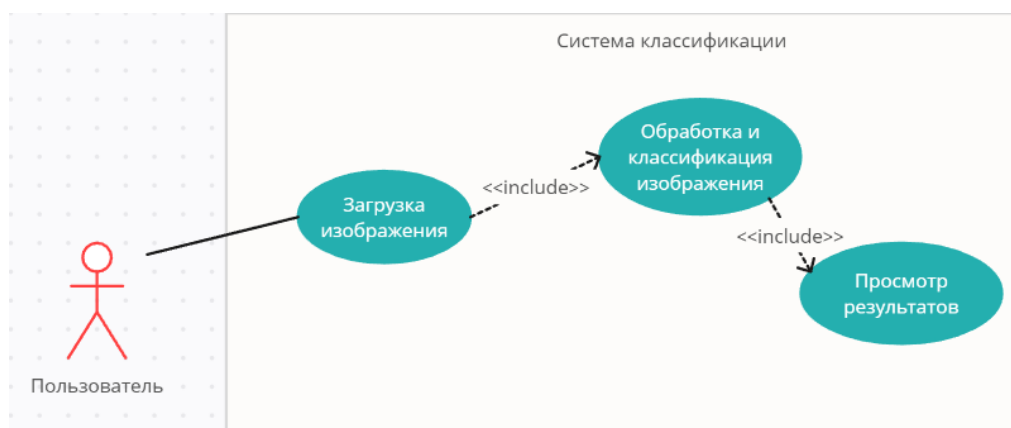 Система классификации
Обработка и
классификация
изображения
<<include>>
Загрузка
изображения
<<include>>
Просмотр
результатов
Пользователь